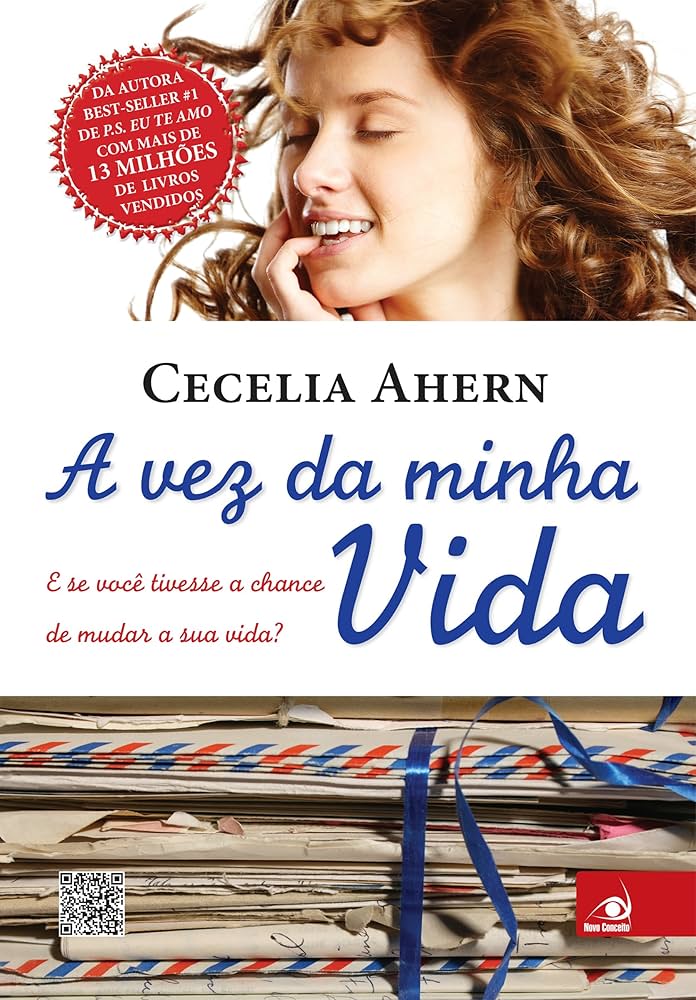 DA AUTORA
BEST-SELLER #1
DE P.S. EU TE AMO
COM MAIS DE
13 MILHÕES
DE LIVROS
VENDIDOS
CECELIA AHERN
A vez da minha
Vida
E se você tivesse a chance
de mudar a sua vida?
Novo Conceito